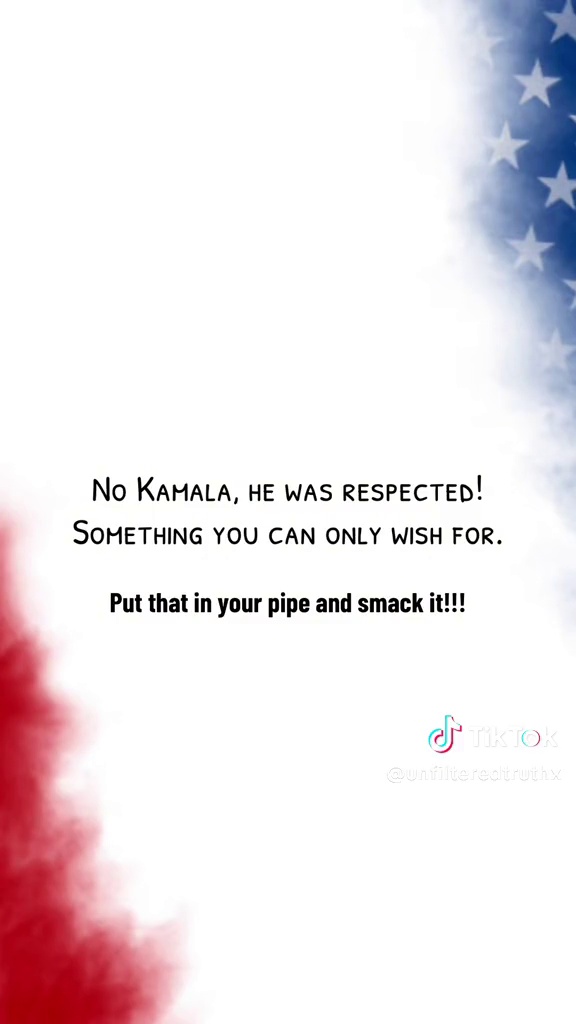 No Kamala, he was respected!
Something you can only wish for.
Put that in your pipe and smack it!!!
TikTok
@unfilteredtruthx